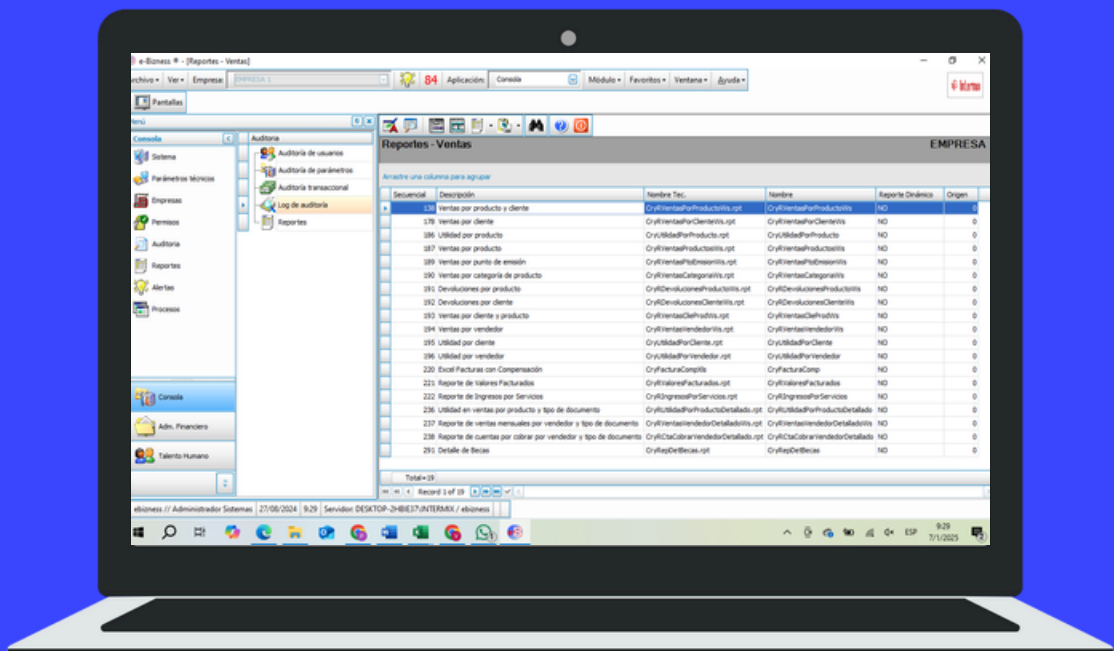 e-Bizness ® - [Reportes - Ventas]
rchivo Ver Empresa: EMPRESA 1 84 Aplicación: Consola Módulo Favoritos Ventana Ayuda
Pantallas
Menú
Consola
Sistema
Parámetros técnicos
Empresas
Permisos
Auditoria
Reportes
Alertas
Procesos
Consola
Adm. Financiero
Talento Humano
Auditoria
Auditoría de usuarios
Auditoría de parámetros
Auditoría transaccional
Log de auditoría
Reportes
Reportes - Ventas EMPRESA
Arrastre una columna para agrupar
Secuencial Descripción Nombre Tec. Nombre Reporte Dinámico Origen
138 Ventas por producto y cliente CryRVentasPorProductoWs.rpt CryRVentasPorProductoWs NO 0
178 Ventas por cliente CryRVentasPorClienteWs.rpt CryRVentasPorClienteWs NO 0
186 Utilidad por producto CryUtilidadPorProducto.rpt CryUtilidadPorProducto NO 0
187 Ventas por producto CryRVentasProductosWs.rpt CryRVentasProductosWs NO 0
189 Ventas por punto de emisión CryRVentasPtoEmisionWs.rpt CryRVentasPtoEmisionWs NO 0
190 Ventas por categoría de producto CryRVentasCategoriaWs.rpt CryRVentasCategoriaWs NO 0
191 Devoluciones por producto CryRDevolucionesProductoWs.rpt CryRDevolucionesProductoWs NO 0
192 Devoluciones por cliente CryRDevolucionesClienteWs.rpt CryRDevolucionesClienteWs NO 0
193 Ventas por cliente y producto CryRVentasClieProdWs.rpt CryRVentasClieProdWs NO 0
194 Ventas por vendedor CryRVentasVendedorWs.rpt CryRVentasVendedorWs NO 0
195 Utilidad por cliente CryUtilidadPorCliente.rpt CryUtilidadPorCliente NO 0
196 Utilidad por vendedor CryUtilidadPorVendedor.rpt CryUtilidadPorVendedor NO 0
220 Excel Facturas con Compensación CryFacturaCompXls CryFacturaComp NO 0
221 Reporte de Valores Facturados CryRValoresFacturados.rpt CryRValoresFacturados NO 0
222 Reporte de Ingresos por Servicios CryRIngresosPorServicios.rpt CryRIngresosPorServicios NO 0
236 Utilidad en ventas por producto y tipo de documento CryRUtilidadPorProductoDetallado.rpt CryRUtilidadPorProductoDetallado NO 0
237 Reporte de ventas mensuales por vendedor y tipo de documento CryRVentasVendedorDetalladoWs.rpt CryRVentasVendedorDetalladoWs NO 0
238 Reporte de cuentas por cobrar por vendedor y tipo de documento CryRCtaCobrarVendedorDetallado.rpt CryRCtaCobrarVendedorDetallado NO 0
291 Detalle de Becas CryRepDetBecas.rpt CryRepDetBecas NO 0
Total=19
Record 1 of 19
ebizness // Administrador Sistemas 27/08/2024 9:29 Servidor: DESKTOP-2HBIE37\INTERMIX / ebizness
ESP 9:29
7/1/2025